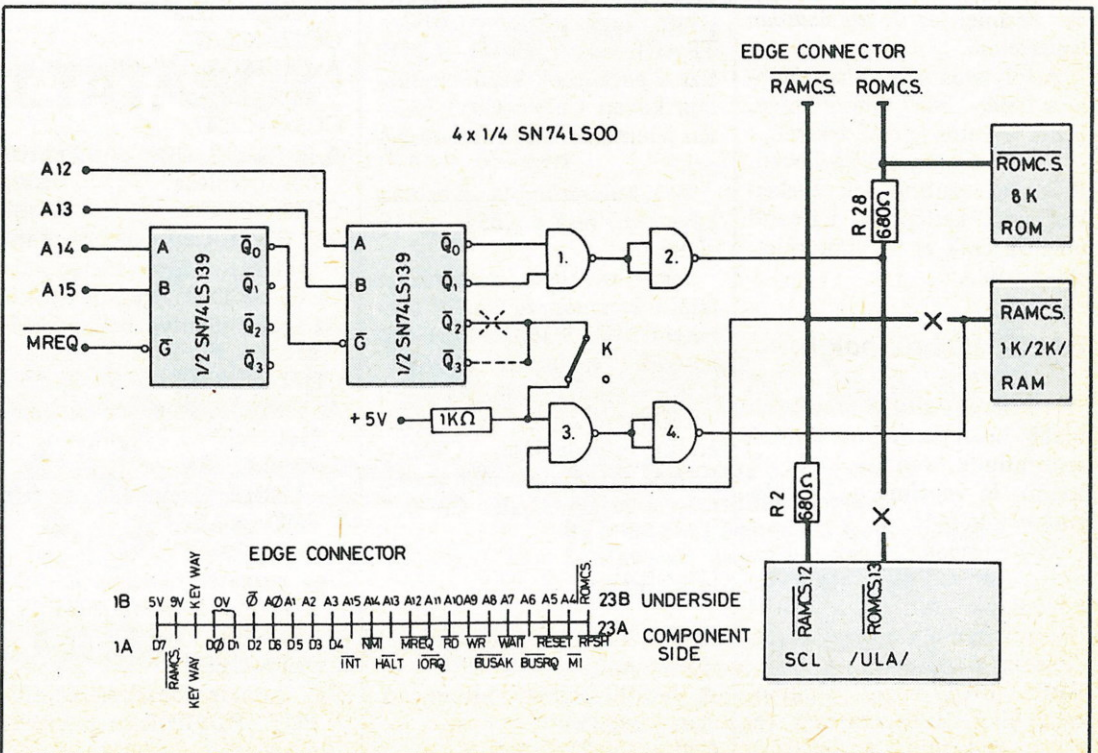 EDGE CONNECTOR
RAMCS. ROMCS.
4 x 1/4 SN74LS00
A12
A13
A14
A15
MREQ
A
B
G
1/2 SN74LS139
Q0
Q1
Q2
Q3
A
B
G
1/2 SN74LS139
Q0
Q1
Q2
Q3
1.
2.
K
+5V
1KΩ
3.
4.
R 28
680Ω
ROMC.S.
8K
ROM
RAMCS.
1K/2K/
RAM
R 2
680Ω
RAMCS.12
ROMCS.13
SCL /ULA/
EDGE CONNECTOR
1B 5V 9V KEY WAY 0V Ø AØ A1 A2 A3 A15 A14 A13 A12 A11 A10 A9 A8 A7 A6 A5 A4 ROMCS. 23B UNDERSIDE
1A D7 RAMCS. KEY WAY DØ D1 D2 D6 D5 D3 D4 INT NMI HALT MREQ IORQ RD WR BUSAK WAIT BUSRQ RESET M1 RFSH 23A COMPONENT
SIDE